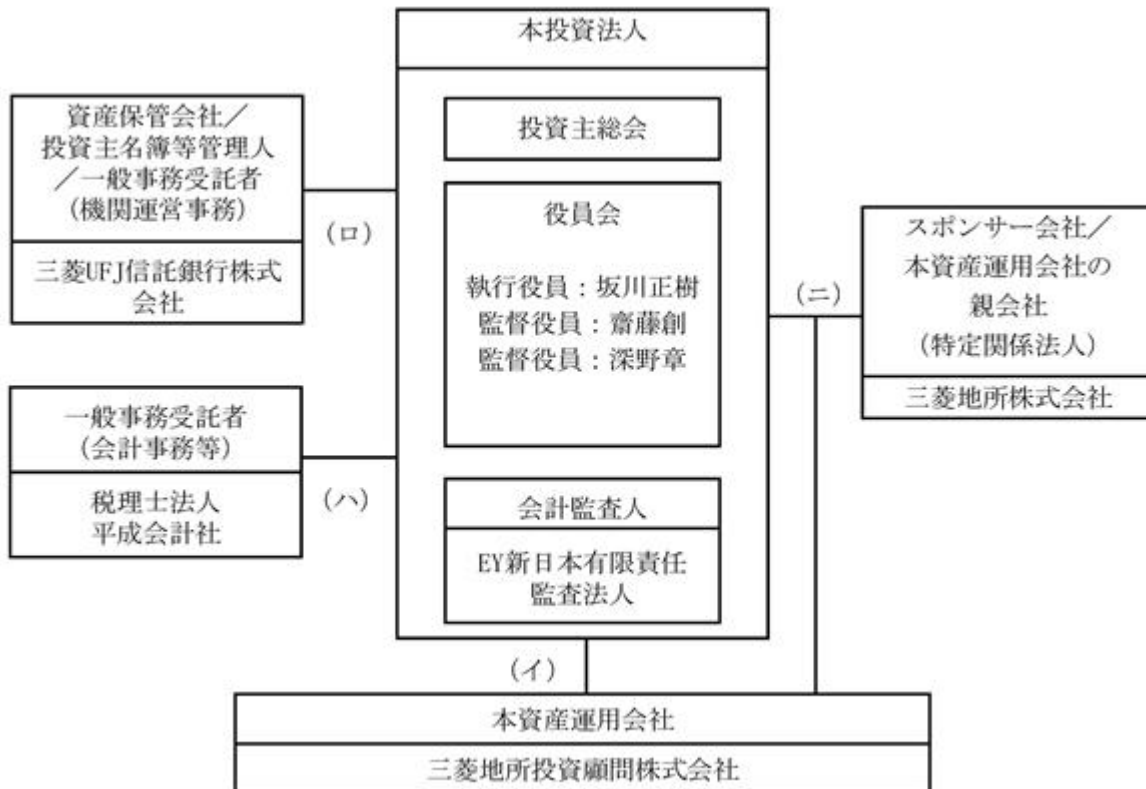 本投資法人
投資主総会
役員会
執行役員：坂川正樹
監督役員：齋藤創
監督役員：深野章
会計監査人
EY新日本有限責任
監査法人
資産保管会社／
投資主名簿等管理人
／一般事務受託者
（機関運営事務）
三菱UFJ信託銀行株式
会社
（ロ）
一般事務受託者
（会計事務等）
税理士法人
平成会計社
（ハ）
（ニ）
スポンサー会社／
本資産運用会社の
親会社
（特定関係法人）
三菱地所株式会社
（イ）
本資産運用会社
三菱地所投資顧問株式会社